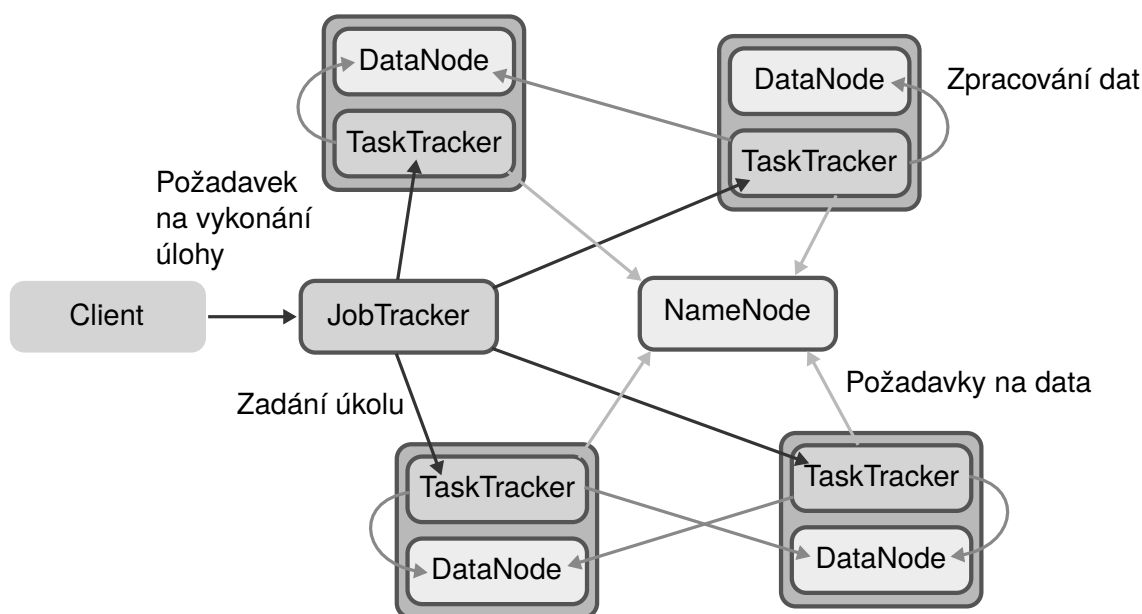 DataNode
TaskTracker
DataNode
TaskTracker
Zpracování dat
Požadavek
na vykonání
úlohy
Client
JobTracker
NameNode
Zadání úkolu
Požadavky na data
TaskTracker
DataNode
TaskTracker
DataNode